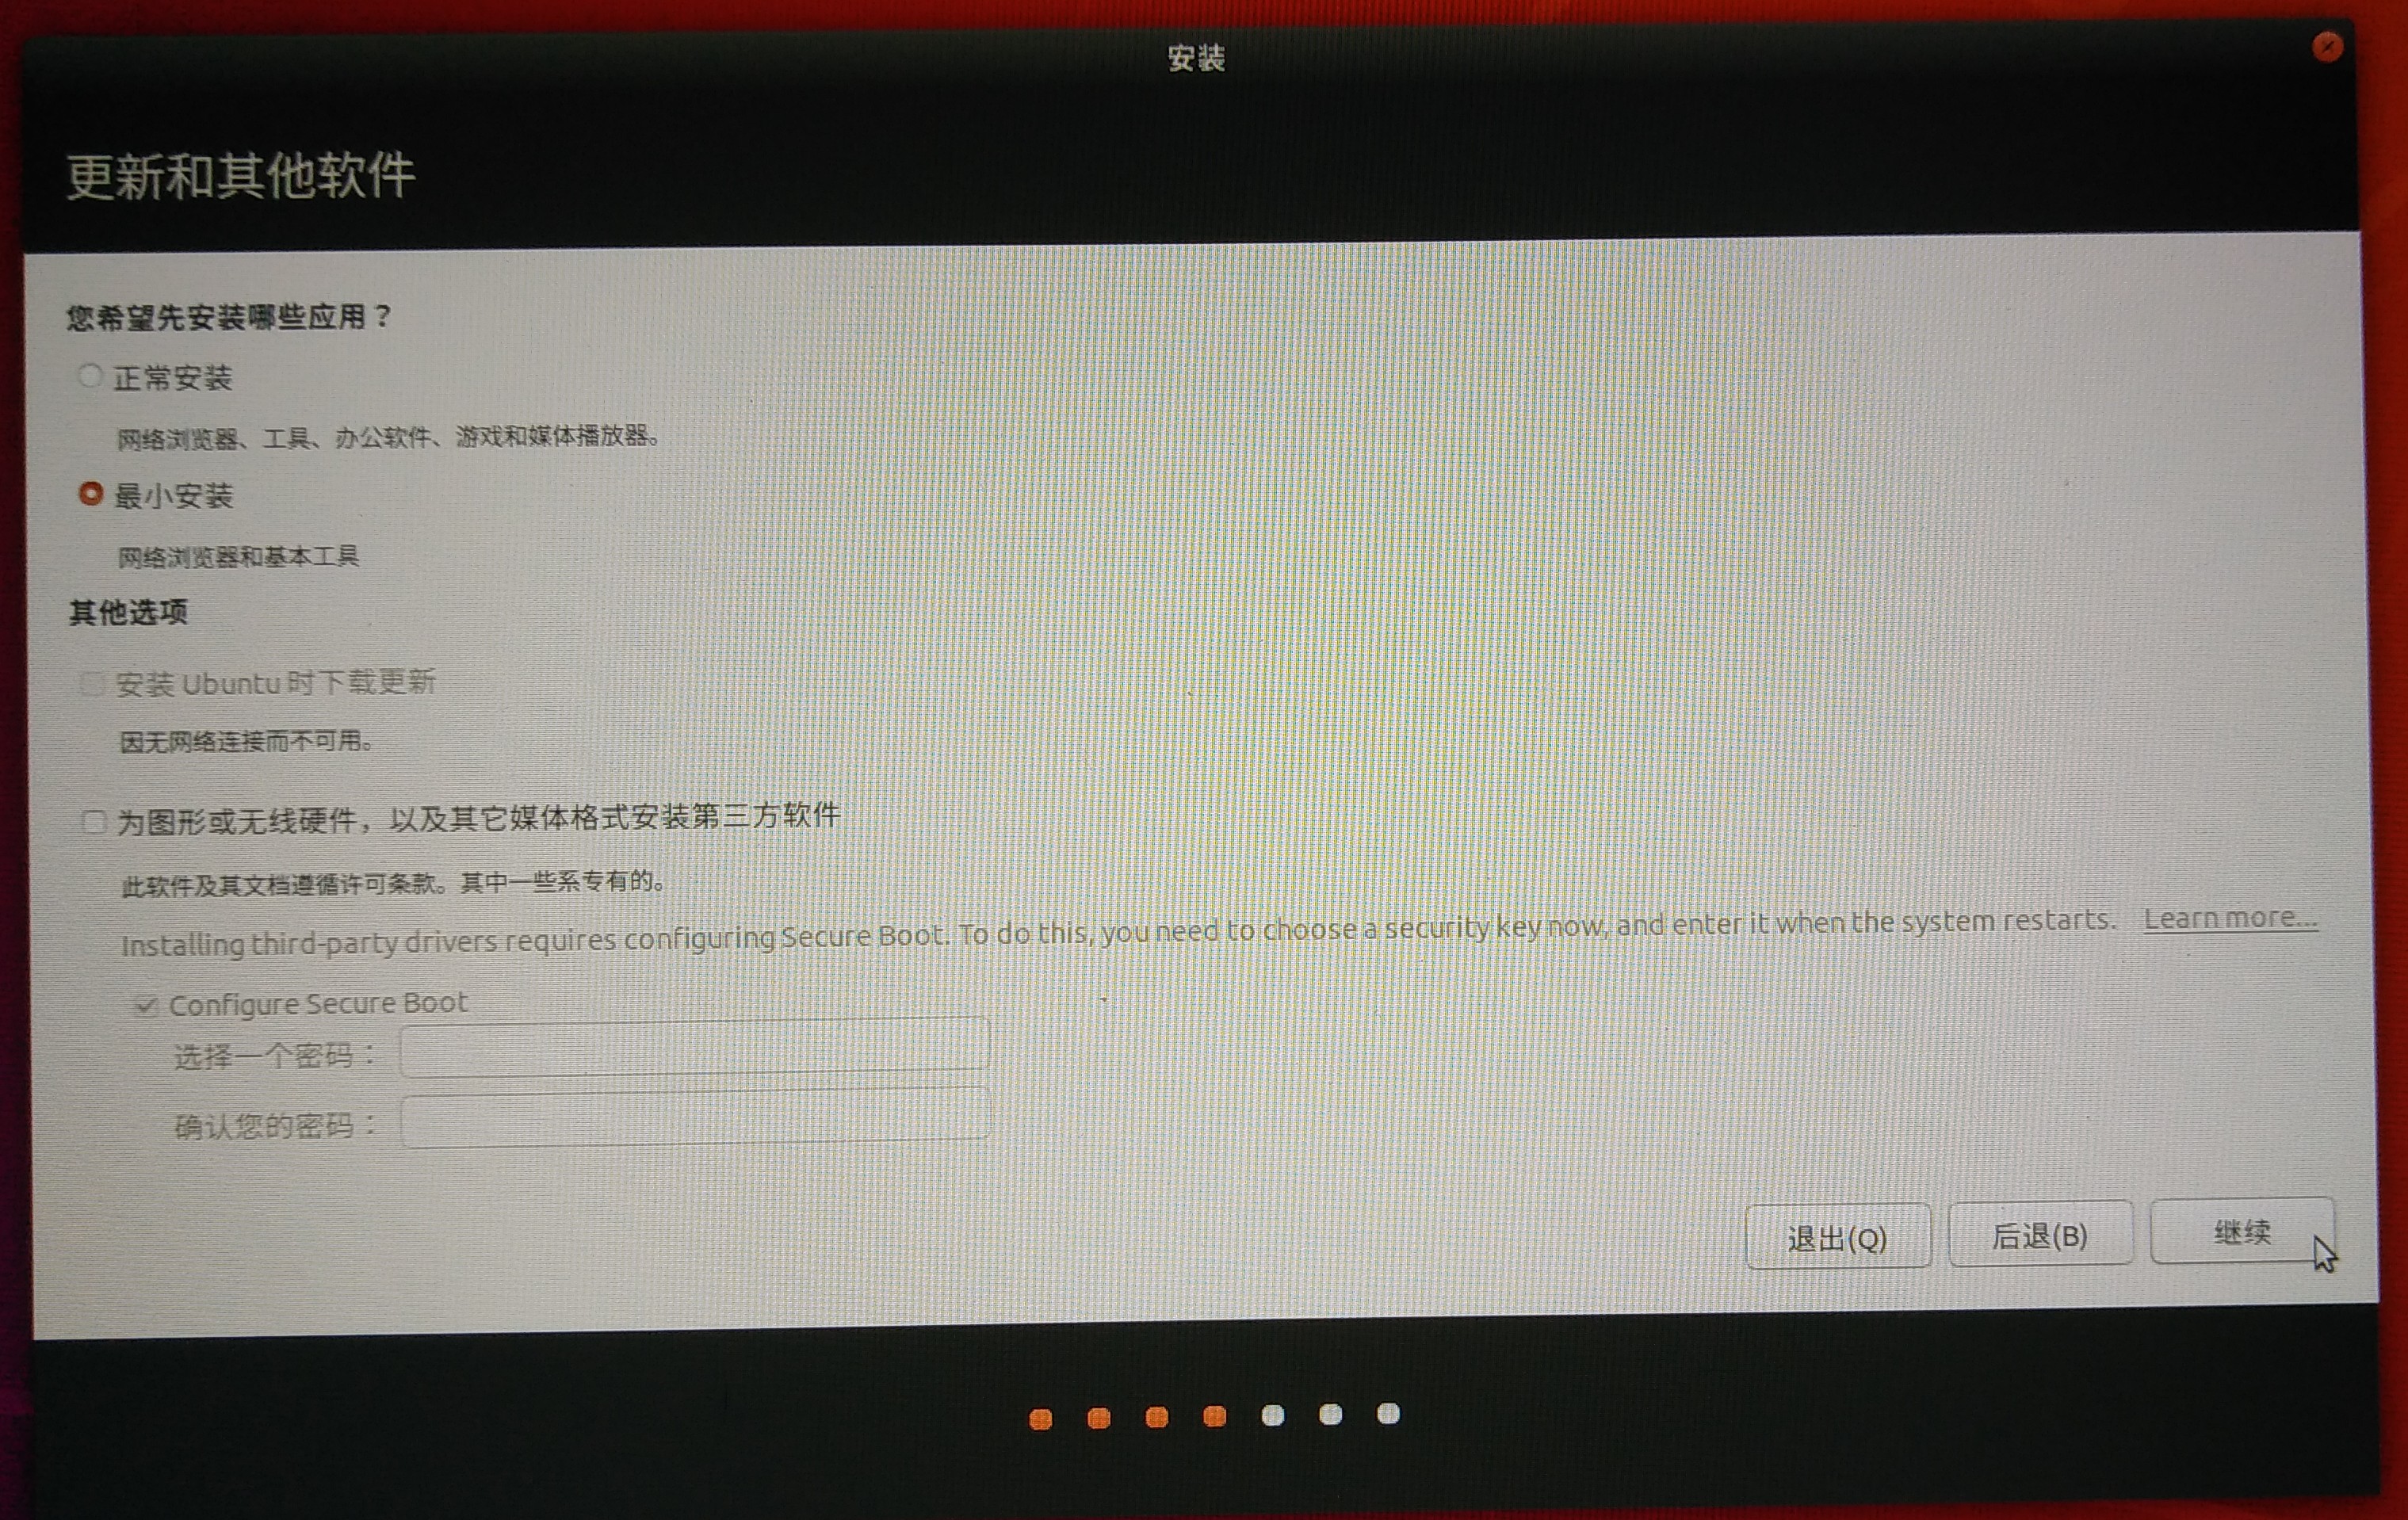 安装
更新和其他软件
您希望先安装哪些应用？
正常安装
网络浏览器、工具、办公软件、游戏和媒体播放器。
最小安装
网络浏览器和基本工具
其他选项
安装 Ubuntu 时下载更新
因无网络连接而不可用。
为图形或无线硬件，以及其它媒体格式安装第三方软件
此软件及其文档遵循许可条款。其中一些系专有的。
Installing third-party drivers requires configuring Secure Boot. To do this, you need to choose a security key now, and enter it when the system restarts. Learn more...
Configure Secure Boot
选择一个密码：
确认您的密码：
退出(Q) 后退(B) 继续